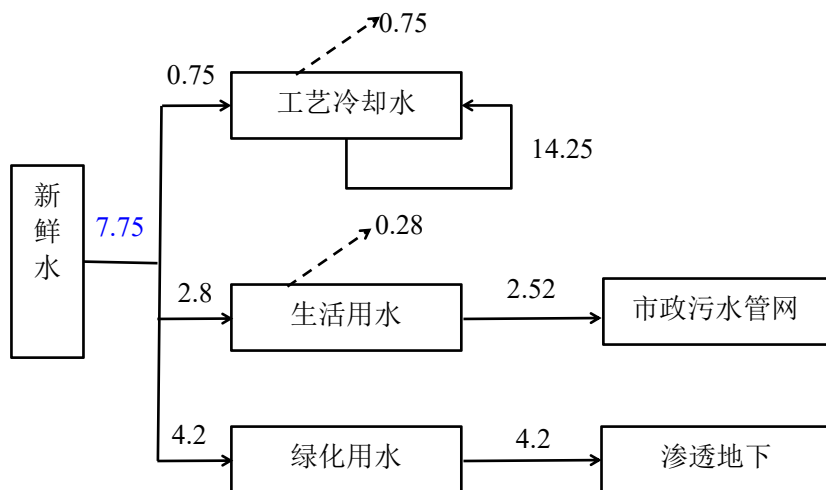 0.75
0.75
工艺冷却水
14.25
新鲜水
7.75
0.28
2.8
生活用水
2.52
市政污水管网
4.2
绿化用水
4.2
渗透地下